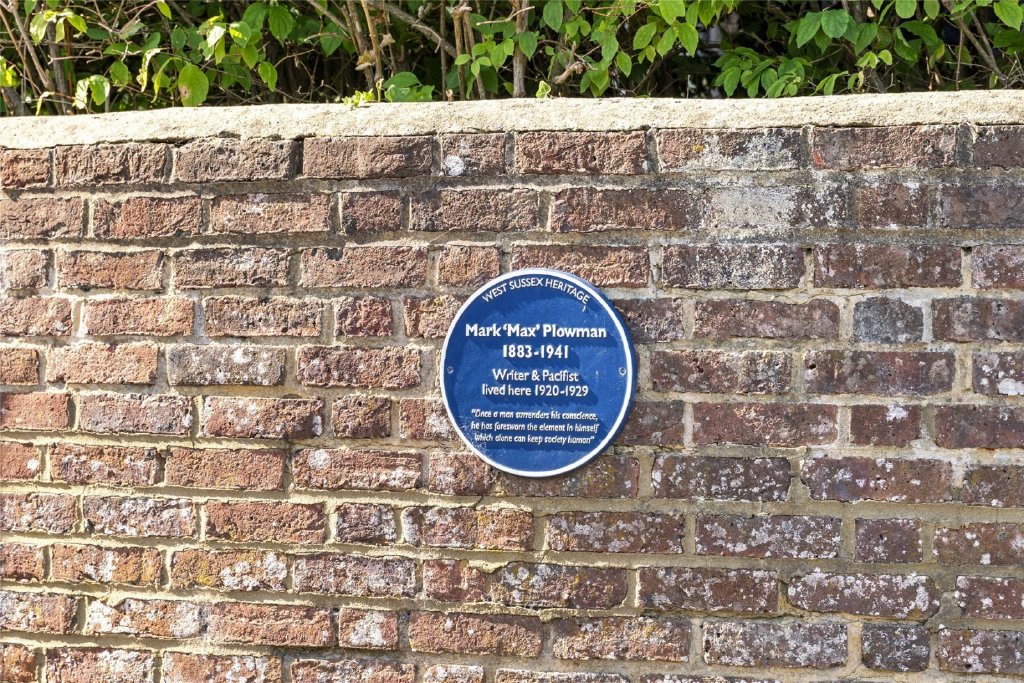 WEST SUSSEX HERITAGE
Mark 'Max' Plowman
1883-1941
Writer & Pacifist
lived here 1920-1929
"Once a man surrenders his conscience,
he has foresworn the element in himself
which alone can keep society human"